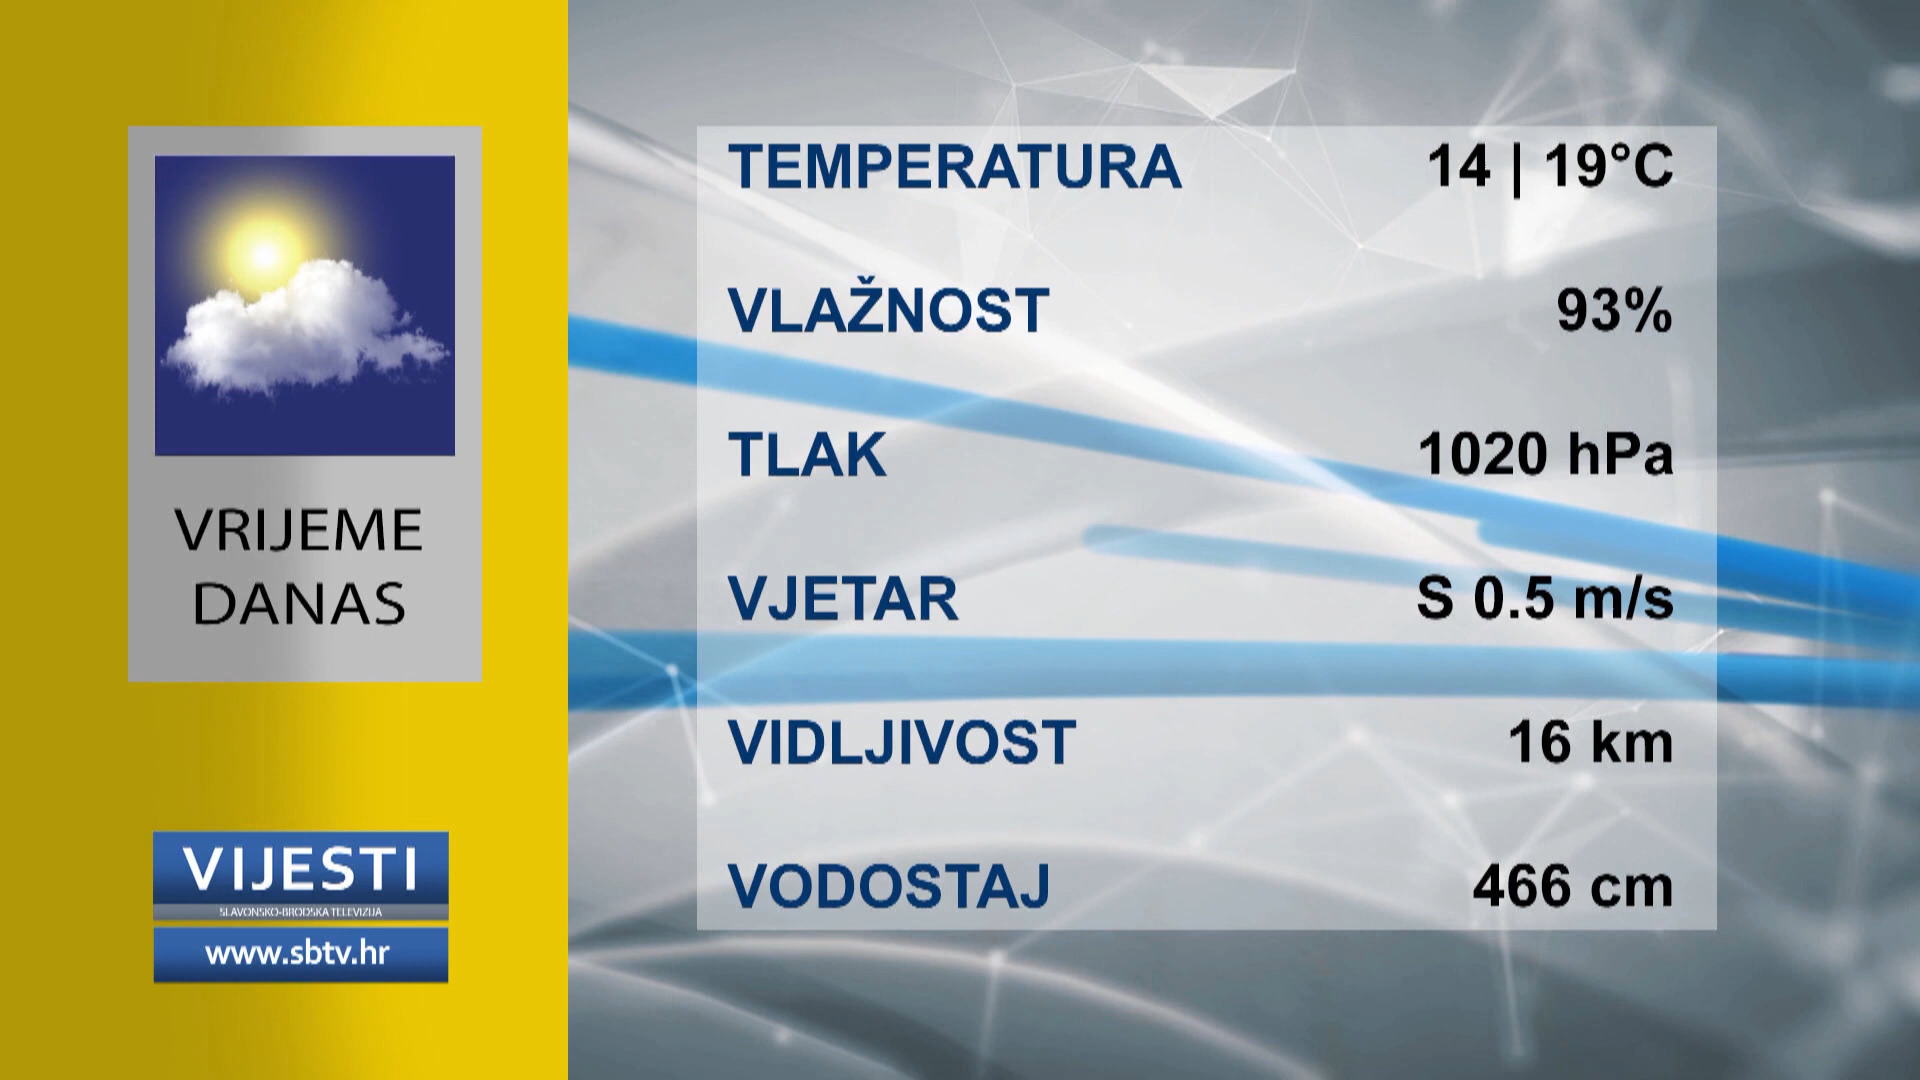 VRIJEME
DANAS
VIJESTI
SLAVONSKO-BRODSKA TELEVIZIJA
www.sbtv.hr
TEMPERATURA 14 | 19°C
VLAŽNOST 93%
TLAK 1020 hPa
VJETAR S 0.5 m/s
VIDLJIVOST 16 km
VODOSTAJ 466 cm